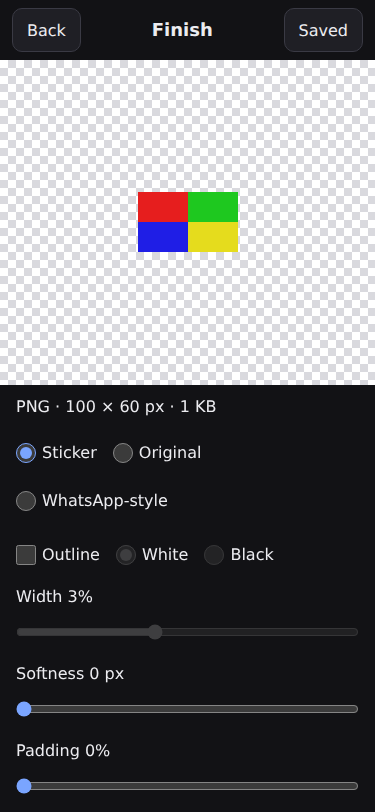 Back Finish Saved
PNG · 100 × 60 px · 1 KB
Sticker Original
WhatsApp-style
Outline White Black
Width 3%
Softness 0 px
Padding 0%